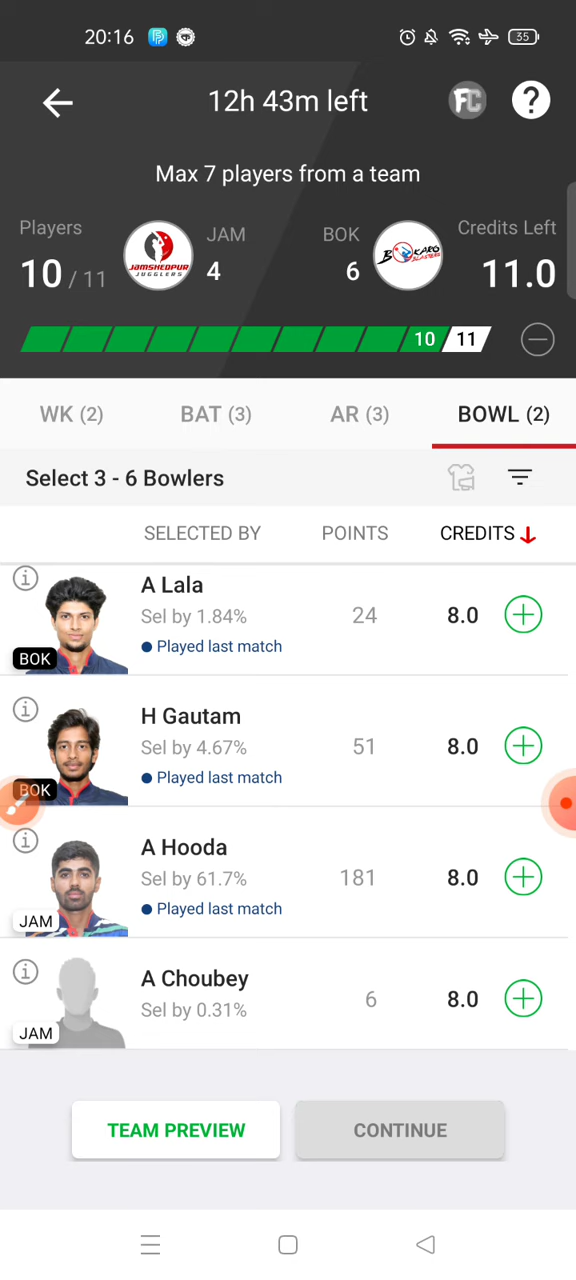 20:16
35
12h 43m left
FC
?
Max 7 players from a team
Players
JAM
BOK
Credits Left
10 / 11
4
6
11.0
JAMSHEDPUR
JUGGLERS
BOKARO
BLASTERS
10
11
WK (2)
BAT (3)
AR (3)
BOWL (2)
Select 3 - 6 Bowlers
SELECTED BY
POINTS
CREDITS
A Lala
Sel by 1.84%
24
8.0
Played last match
BOK
H Gautam
Sel by 4.67%
51
8.0
Played last match
BOK
A Hooda
Sel by 61.7%
181
8.0
Played last match
JAM
A Choubey
Sel by 0.31%
6
8.0
JAM
TEAM PREVIEW
CONTINUE